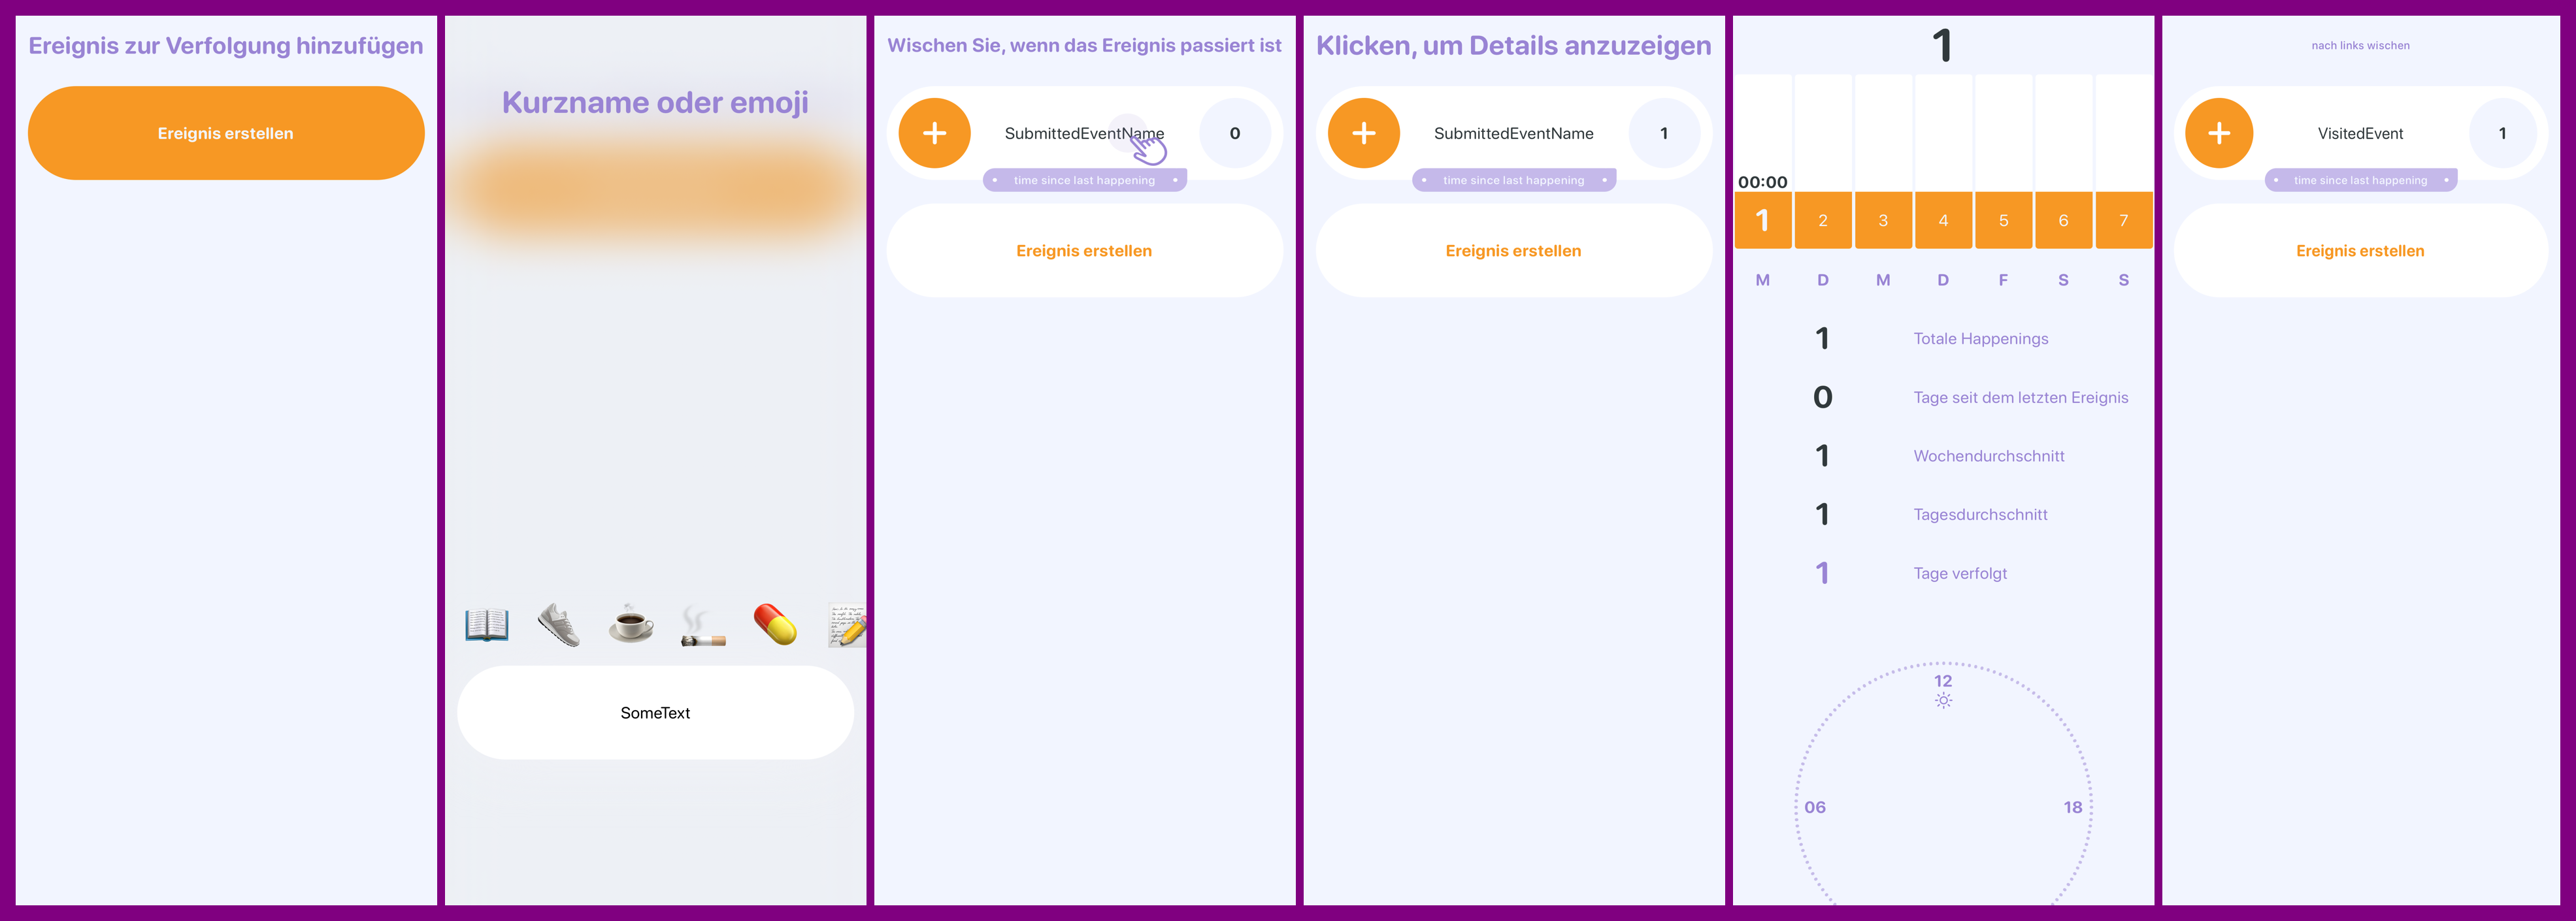 Ereignis zur Verfolgung hinzufügen
Ereignis erstellen
Kurzname oder emoji
SomeText
Wischen Sie, wenn das Ereignis passiert ist
SubmittedEventName
0
time since last happening
Ereignis erstellen
Klicken, um Details anzuzeigen
SubmittedEventName
1
time since last happening
Ereignis erstellen
1
00:00
1 2 3 4 5 6 7
M D M D F S S
1 Totale Happenings
0 Tage seit dem letzten Ereignis
1 Wochendurchschnitt
1 Tagesdurchschnitt
1 Tage verfolgt
12
06 18
nach links wischen
VisitedEvent
1
time since last happening
Ereignis erstellen